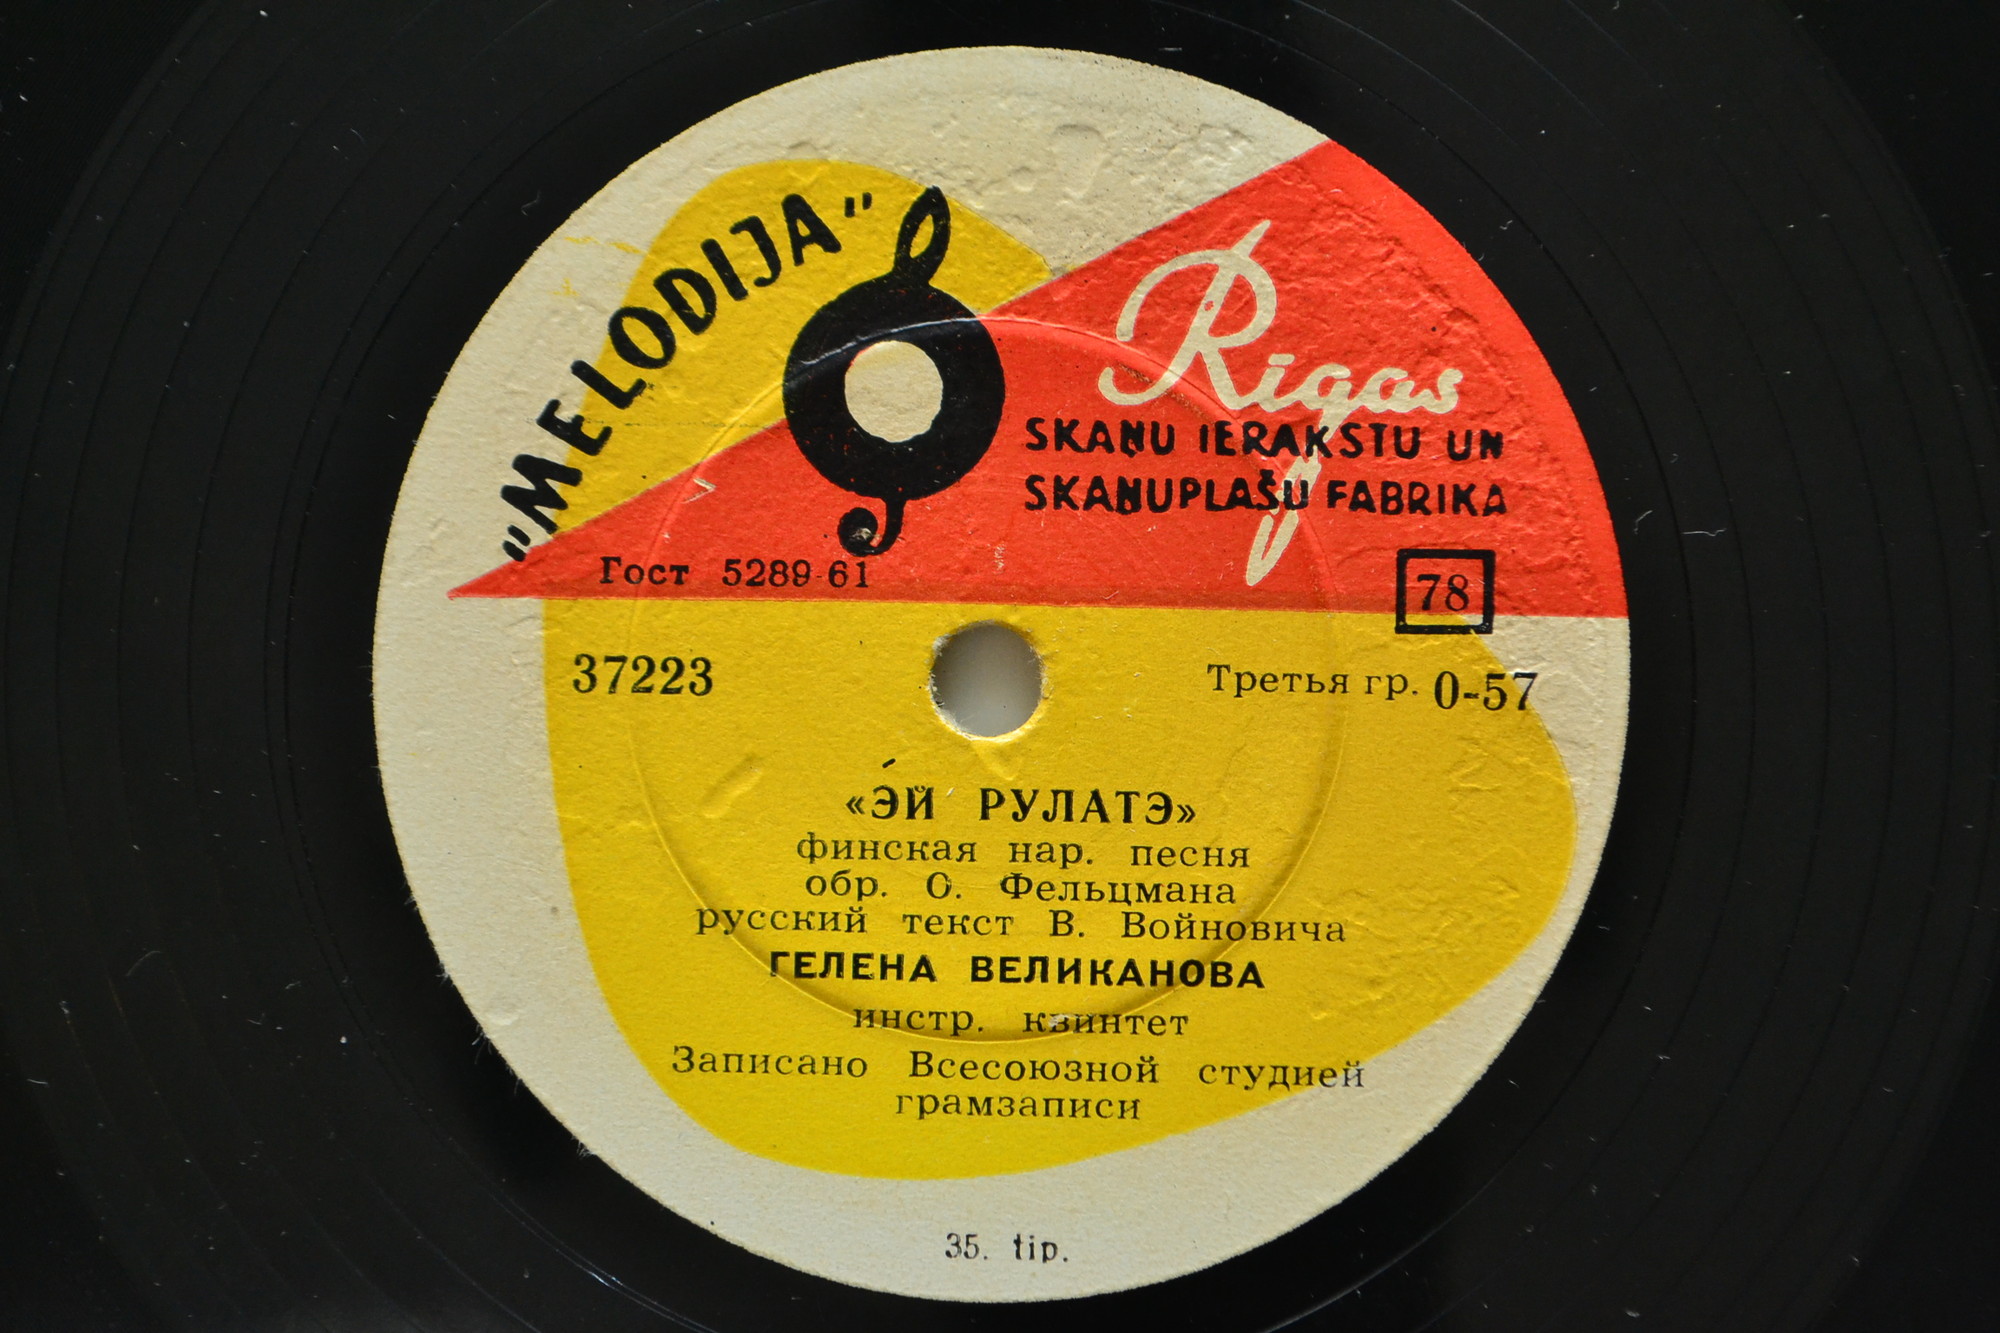 "MELODIJA"
Rīgas
SKAŅU IERAKSTU UN
SKAŅUPLAŠU FABRIKA
Гост 5289-61
78
37223
Третья гр. 0-57
«Э́Й РУЛАТЭ»
финская нар. песня
обр. О. Фельцмана
русский текст В. Войновича
ГЕЛЕНА ВЕЛИКАНОВА
инстр. квинтет
Записано Всесоюзной студией
грамзаписи
35. tip.